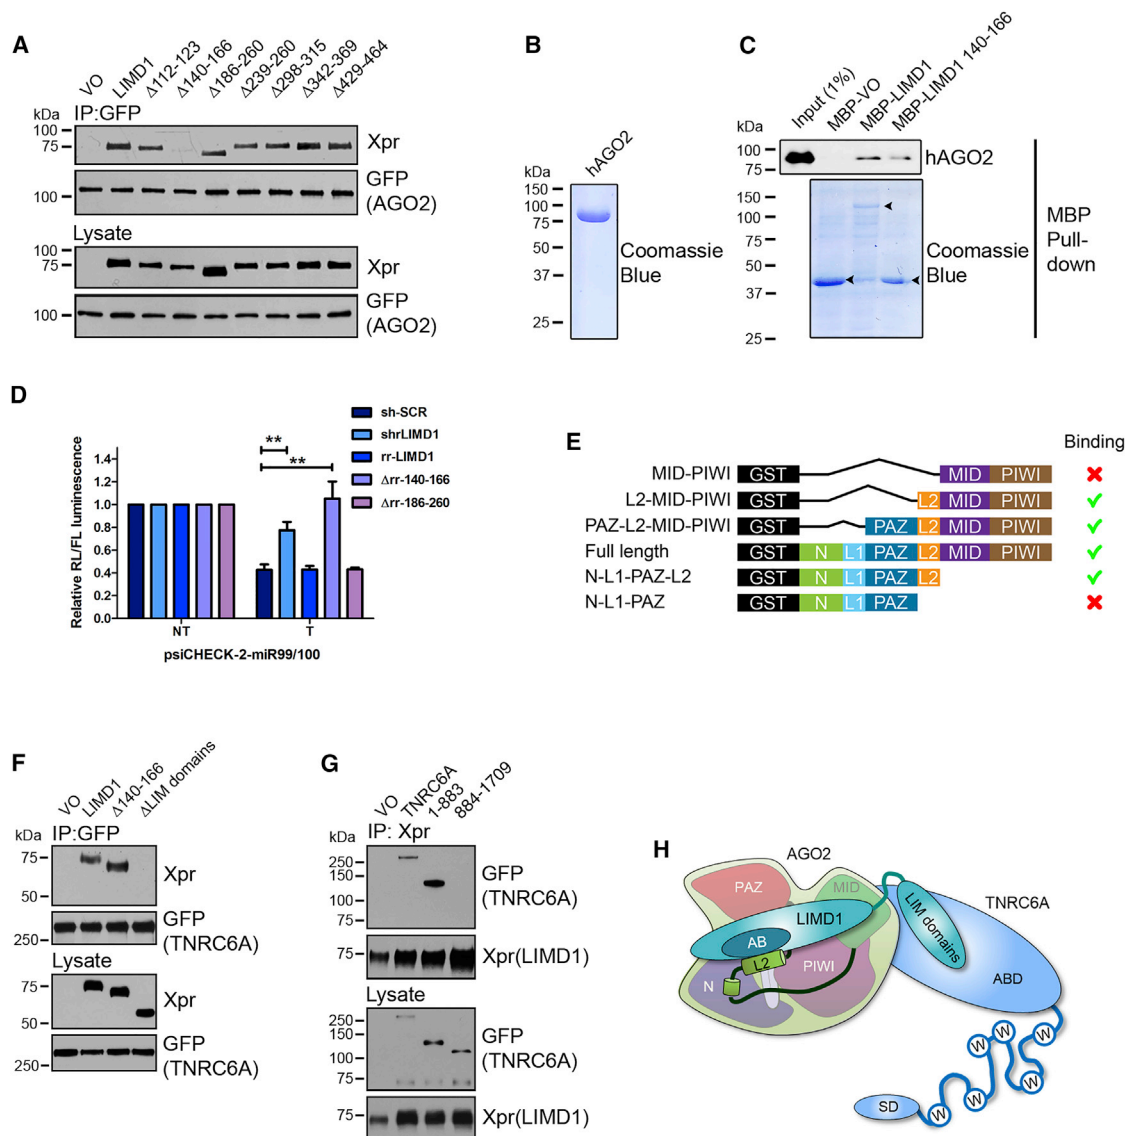 A
VO
LIMD1
Δ112-123
Δ140-166
Δ186-260
Δ239-260
Δ298-315
Δ342-369
Δ429-464
IP:GFP
kDa
100
75
Xpr
100
GFP
(AGO2)
Lysate
100
75
Xpr
100
GFP
(AGO2)
B
hAGO2
kDa
150
100
75
50
37
25
Coomassie
Blue
C
Input (1%)
MBP-VO
MBP-LIMD1
MBP-LIMD1 140-166
kDa
100
75
hAGO2
150
100
75
50
37
25
Coomassie
Blue
MBP
Pull-
down
D
Relative RL/FL luminescence
1.4
1.2
1.0
0.8
0.6
0.4
0.2
0.0
**
**
NT
T
psiCHECK-2-miR99/100
sh-SCR
shrLIMD1
rr-LIMD1
Δrr-140-166
Δrr-186-260
E
Binding
MID-PIWI GST MID PIWI
L2-MID-PIWI GST L2 MID PIWI
PAZ-L2-MID-PIWI GST PAZ L2 MID PIWI
Full length GST N L1 PAZ L2 MID PIWI
N-L1-PAZ-L2 GST N L1 PAZ L2
N-L1-PAZ GST N L1 PAZ
F
VO
LIMD1
Δ140-166
ΔLIM domains
kDa
IP:GFP
75
50
Xpr
250
GFP
(TNRC6A)
Lysate
75
50
Xpr
250
GFP
(TNRC6A)
G
VO
TNRC6A
1-883
884-1709
kDa
IP: Xpr
250
150
100
75
GFP
(TNRC6A)
75
Xpr(LIMD1)
Lysate
250
150
100
75
GFP
(TNRC6A)
75
Xpr(LIMD1)
H
AGO2
PAZ
MID
LIMD1
AB
L2
PIWI
N
LIM domains
TNRC6A
ABD
W
W
W
W
W
W
SD